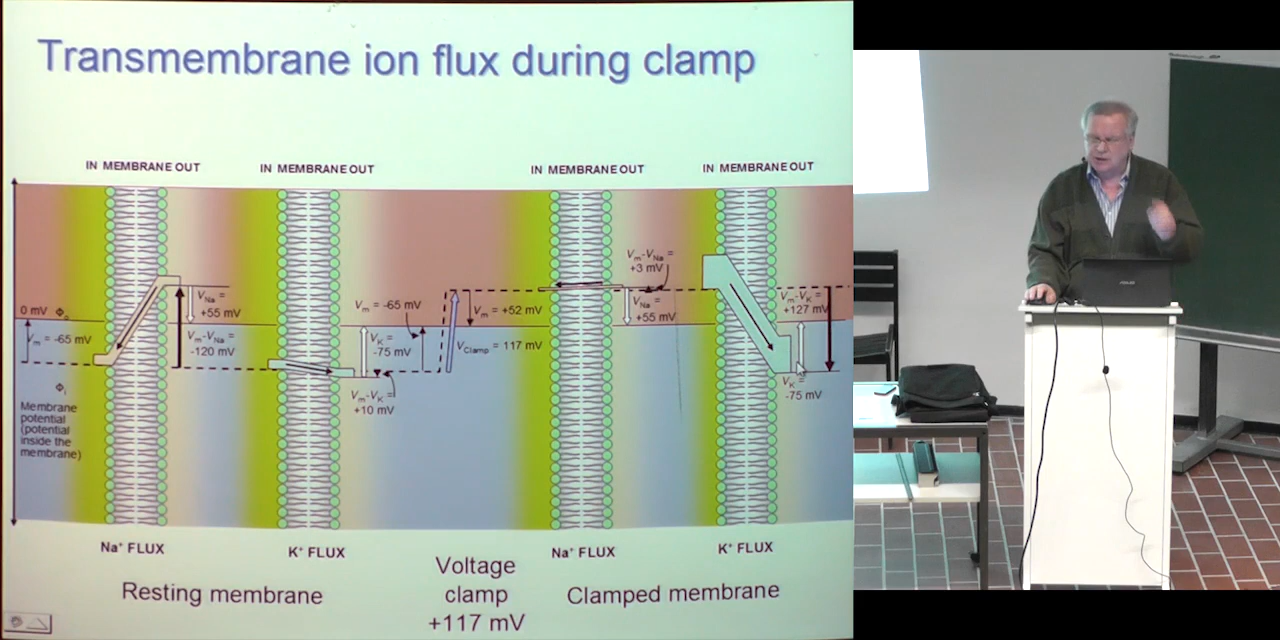 Transmembrane ion flux during clamp
IN MEMBRANE OUT
IN MEMBRANE OUT
IN MEMBRANE OUT
IN MEMBRANE OUT
0 mV Φₒ
Vm = -65 mV
Φᵢ
Membrane
potential
(potential
inside the
membrane)
VNa =
+55 mV
Vm-VNa =
-120 mV
Vm = -65 mV
VK =
-75 mV
Vm-VK =
+10 mV
Vm = +52 mV
VClamp = 117 mV
Vm-VNa =
+3 mV
VNa =
+55 mV
Vm-VK =
+127 mV
VK =
-75 mV
Na⁺ FLUX
K⁺ FLUX
Na⁺ FLUX
K⁺ FLUX
Resting membrane
Voltage
clamp
+117 mV
Clamped membrane
ASUS